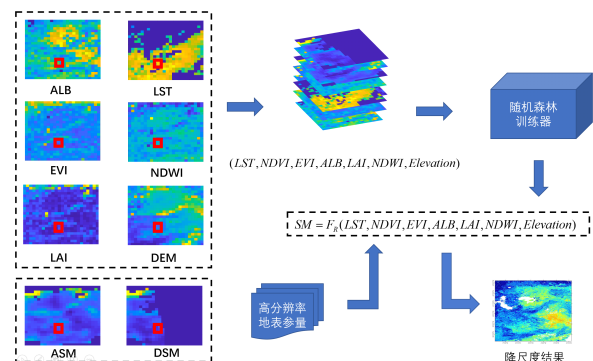 ALB
LST
EVI
NDWI
LAI
DEM
ASM
DSM
(LST,NDVI,EVI,ALB,LAI,NDWI,Elevation)
随机森林
训练器
SM = F_R(LST,NDVI,EVI,ALB,LAI,NDWI,Elevation)
高分辨率
地表参量
降尺度结果